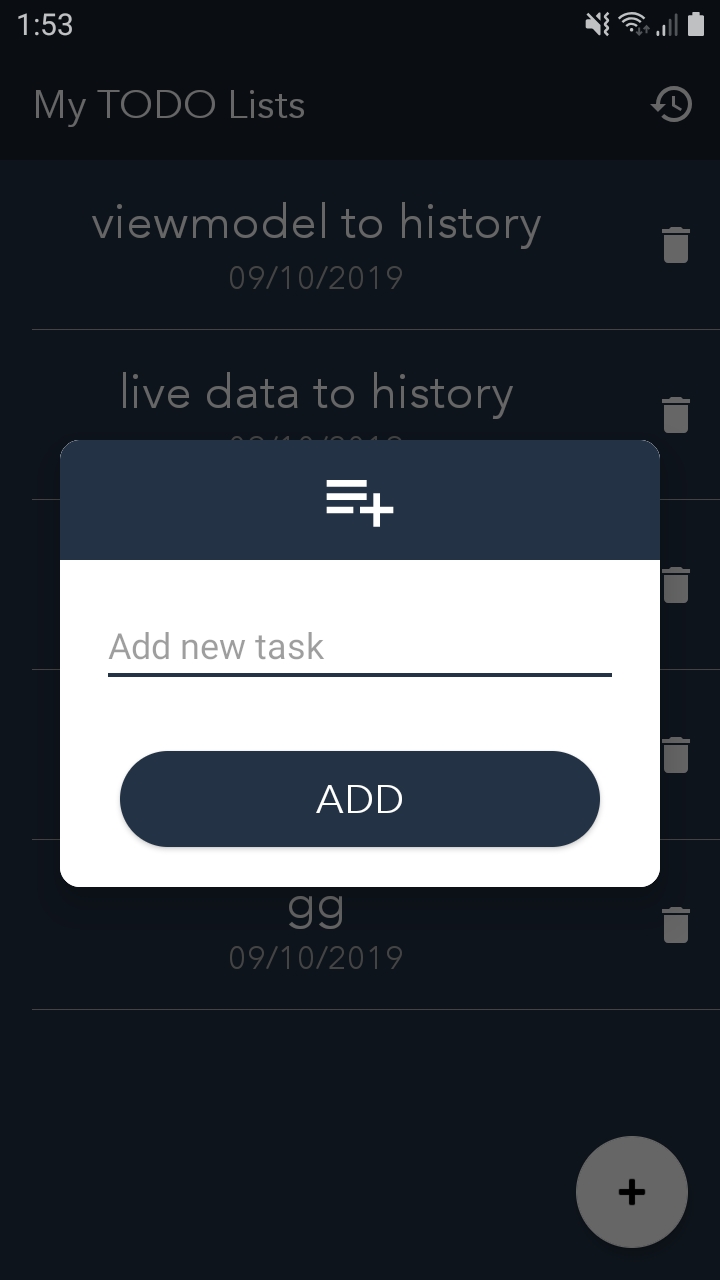 1:53
My TODO Lists
viewmodel to history
09/10/2019
live data to history
Add new task
ADD
gg
09/10/2019